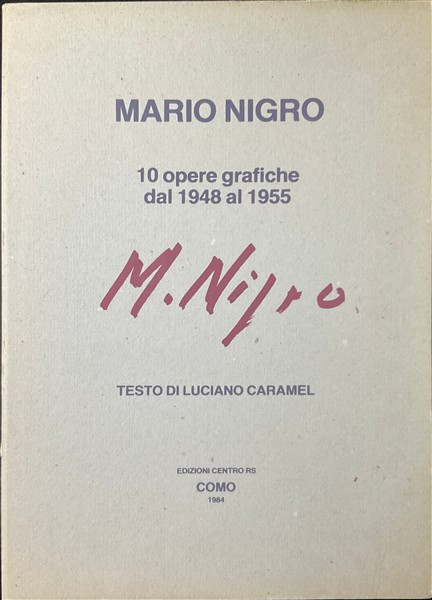 MARIO NIGRO
10 opere grafiche
dal 1948 al 1955
M. Nigro
TESTO DI LUCIANO CARAMEL
EDIZIONI CENTRO RS
COMO
1984